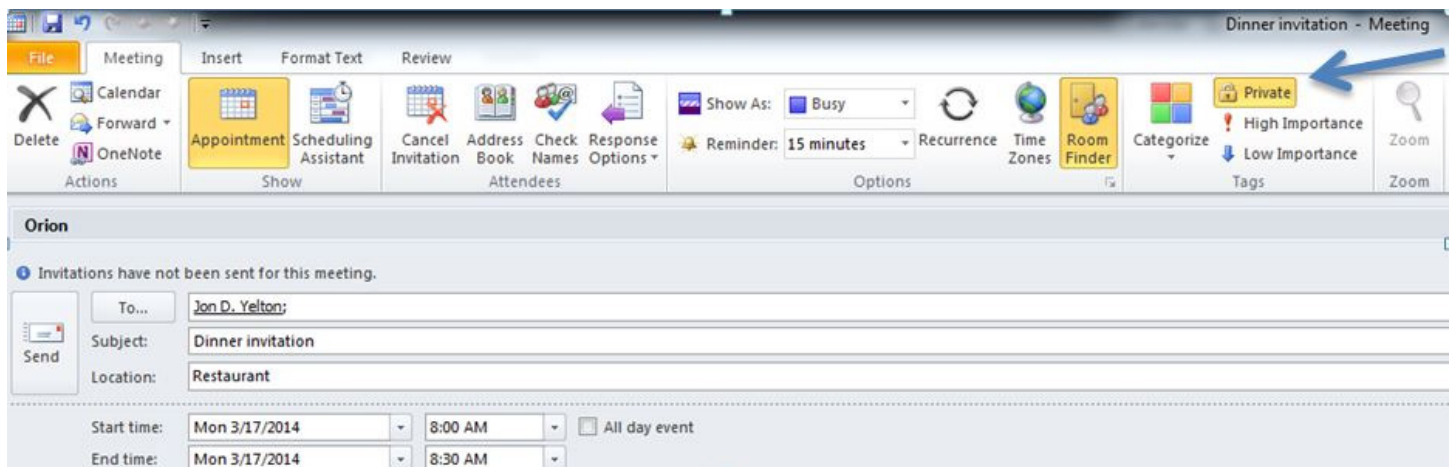 Dinner invitation - Meeting
File Meeting Insert Format Text Review
Delete
Calendar
Forward
OneNote
Actions
Appointment
Scheduling
Assistant
Show
Cancel
Invitation
Address
Book
Check
Names
Response
Options
Attendees
Show As: Busy
Reminder: 15 minutes
Recurrence
Time
Zones
Room
Finder
Options
Categorize
Private
High Importance
Low Importance
Tags
Zoom
Zoom
Orion
Invitations have not been sent for this meeting.
Send
To... Jon D. Yelton;
Subject: Dinner invitation
Location: Restaurant
Start time: Mon 3/17/2014 8:00 AM All day event
End time: Mon 3/17/2014 8:30 AM